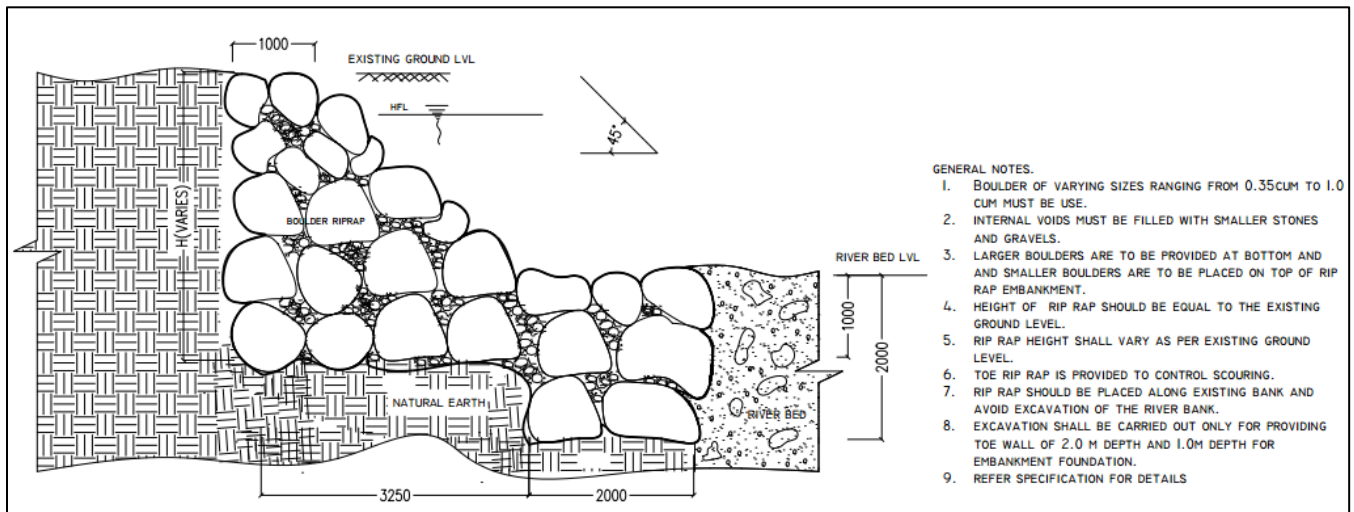 1000
EXISTING GROUND LVL
HFL
45°
H(VARIES)
BOULDER RIPRAP
RIVER BED LVL
1000
2000
NATURAL EARTH
RIVER BED
3250
2000
GENERAL NOTES.
1. BOULDER OF VARYING SIZES RANGING FROM 0.35CUM TO 1.0
CUM MUST BE USE.
2. INTERNAL VOIDS MUST BE FILLED WITH SMALLER STONES
AND GRAVELS.
3. LARGER BOULDERS ARE TO BE PROVIDED AT BOTTOM AND
AND SMALLER BOULDERS ARE TO BE PLACED ON TOP OF RIP
RAP EMBANKMENT.
4. HEIGHT OF RIP RAP SHOULD BE EQUAL TO THE EXISTING
GROUND LEVEL.
5. RIP RAP HEIGHT SHALL VARY AS PER EXISTING GROUND
LEVEL.
6. TOE RIP RAP IS PROVIDED TO CONTROL SCOURING.
7. RIP RAP SHOULD BE PLACED ALONG EXISTING BANK AND
AVOID EXCAVATION OF THE RIVER BANK.
8. EXCAVATION SHALL BE CARRIED OUT ONLY FOR PROVIDING
TOE WALL OF 2.0 M DEPTH AND 1.0M DEPTH FOR
EMBANKMENT FOUNDATION.
9. REFER SPECIFICATION FOR DETAILS